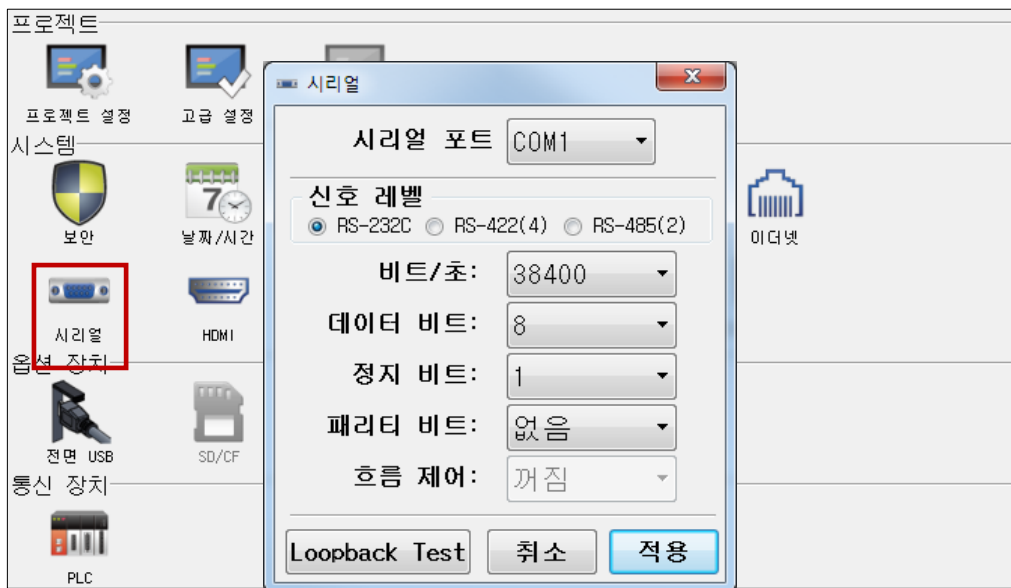 프로젝트
프로젝트 설정
고급 설정
시스템
보안
날짜/시간
이더넷
시리얼
HDMI
옵션 장치
전면 USB
SD/CF
통신 장치
PLC
시리얼
시리얼 포트 COM1
신호 레벨
RS-232C RS-422(4) RS-485(2)
비트/초: 38400
데이터 비트: 8
정지 비트: 1
패리티 비트: 없음
흐름 제어: 꺼짐
Loopback Test 취소 적용